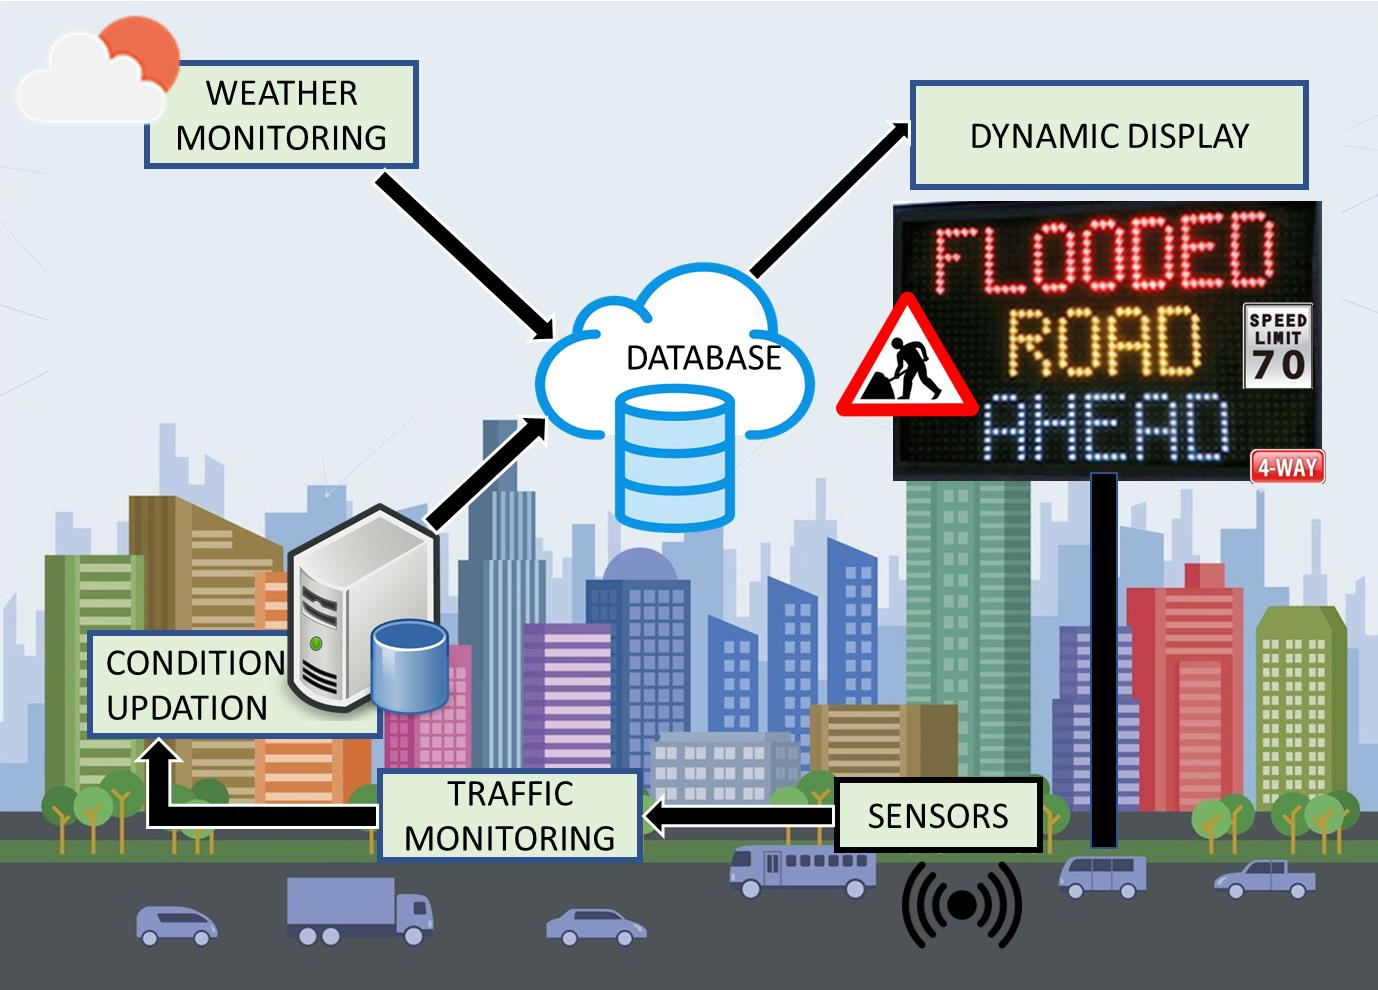 WEATHER
MONITORING
DYNAMIC DISPLAY
DATABASE
FLOODED
ROAD
AHEAD
SPEED
LIMIT
70
4-WAY
CONDITION
UPDATION
TRAFFIC
MONITORING
SENSORS